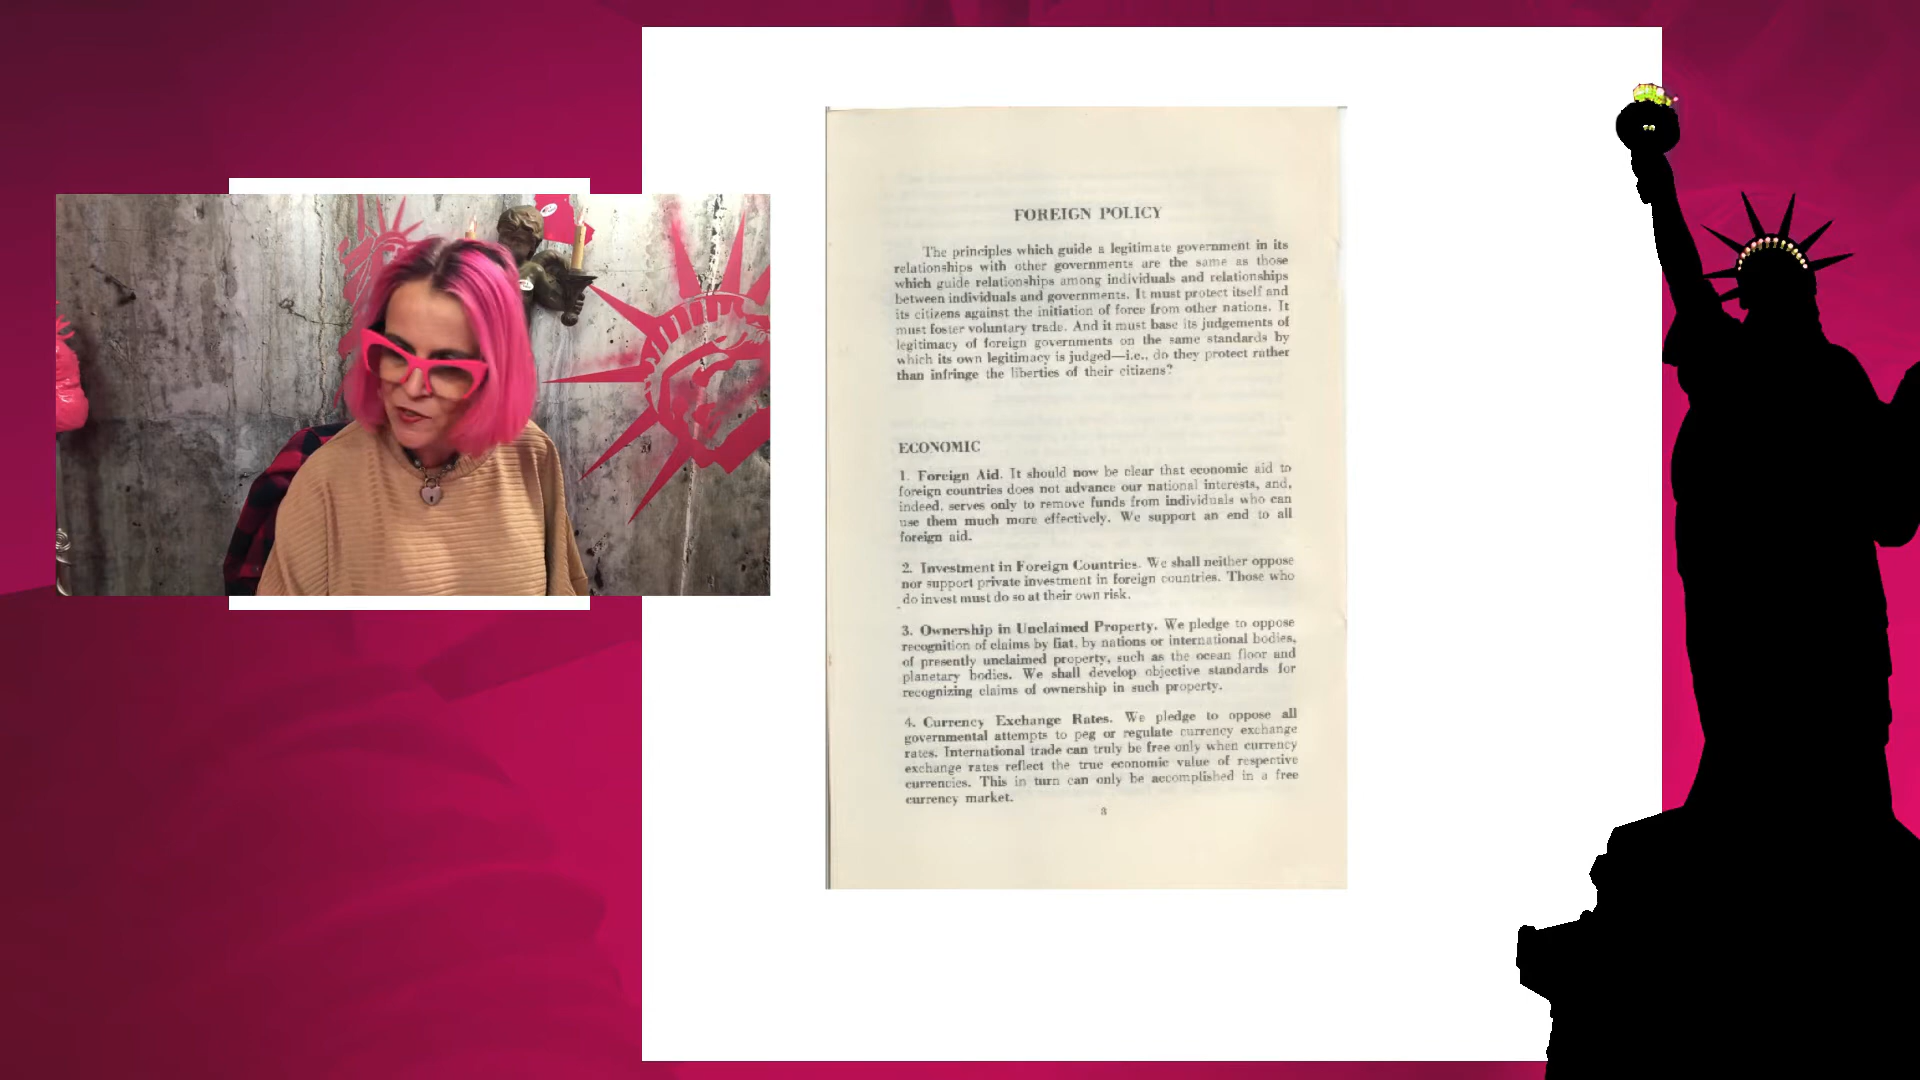 FOREIGN POLICY
The principles which guide a legitimate government in its
relationships with other governments are the same as those
which guide relationships among individuals and relationships
between individuals and governments. It must protect itself and
its citizens against the initiation of force from other nations. It
must foster voluntary trade. And it must base its judgements of
legitimacy of foreign governments on the same standards by
which its own legitimacy is judged—i.e., do they protect rather
than infringe the liberties of their citizens?
ECONOMIC
1. Foreign Aid. It should now be clear that economic aid to
foreign countries does not advance our national interests, and,
indeed, serves only to remove funds from individuals who can
use them much more effectively. We support an end to all
foreign aid.
2. Investment in Foreign Countries. We shall neither oppose
nor support private investment in foreign countries. Those who
do invest must do so at their own risk.
3. Ownership in Unclaimed Property. We pledge to oppose
recognition of claims by fiat, by nations or international bodies,
of presently unclaimed property, such as the ocean floor and
planetary bodies. We shall develop objective standards for
recognizing claims of ownership in such property.
4. Currency Exchange Rates. We pledge to oppose all
governmental attempts to peg or regulate currency exchange
rates. International trade can truly be free only when currency
exchange rates reflect the true economic value of respective
currencies. This in turn can only be accomplished in a free
currency market.
8